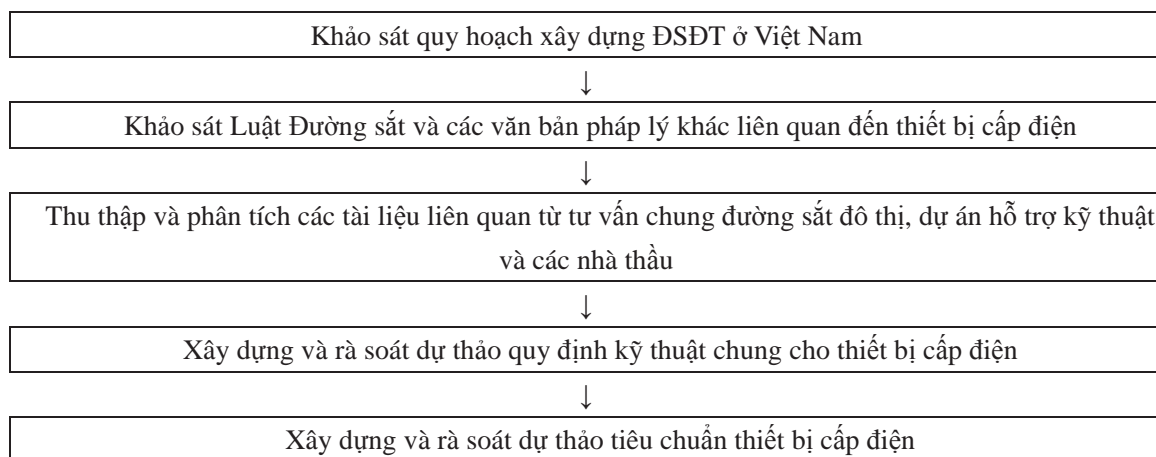 Khảo sát quy hoạch xây dựng ĐSĐT ở Việt Nam
↓
Khảo sát Luật Đường sắt và các văn bản pháp lý khác liên quan đến thiết bị cấp điện
↓
Thu thập và phân tích các tài liệu liên quan từ tư vấn chung đường sắt đô thị, dự án hỗ trợ kỹ thuật
và các nhà thầu
↓
Xây dựng và rà soát dự thảo quy định kỹ thuật chung cho thiết bị cấp điện
↓
Xây dựng và rà soát dự thảo tiêu chuẩn thiết bị cấp điện